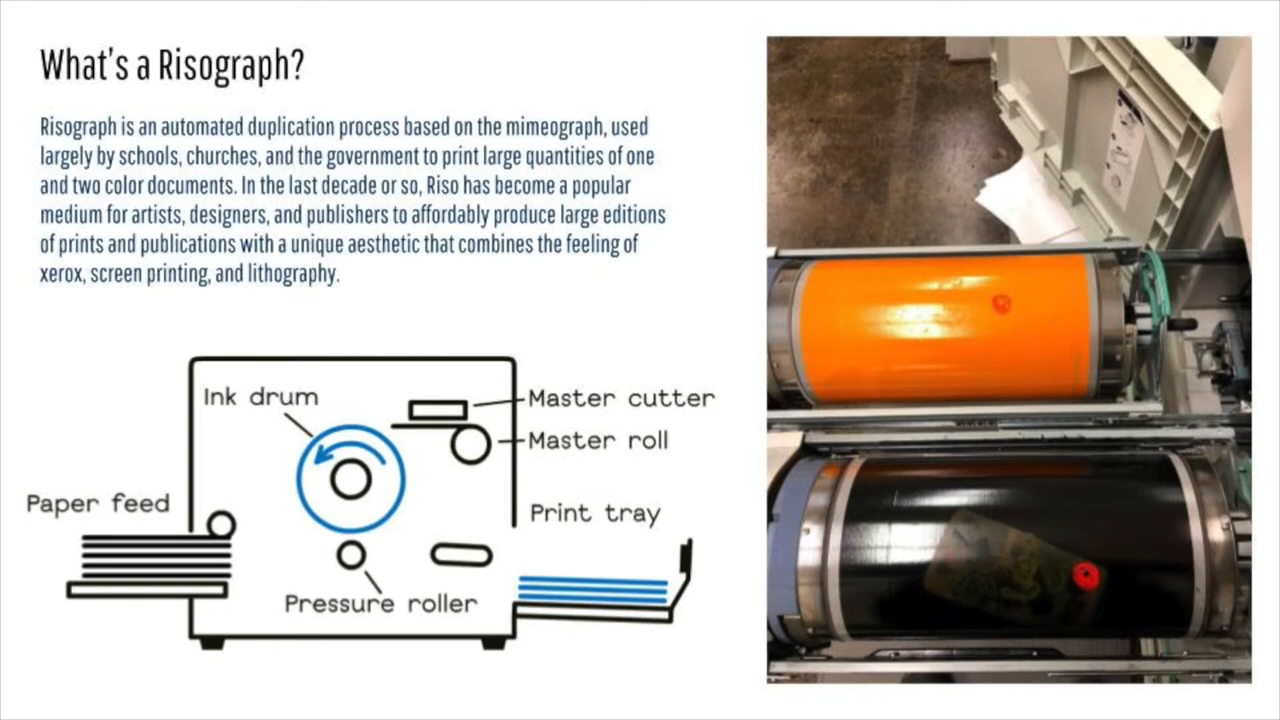 What's a Risograph?
Risograph is an automated duplication process based on the mimeograph, used
largely by schools, churches, and the government to print large quantities of one
and two color documents. In the last decade or so, Riso has become a popular
medium for artists, designers, and publishers to affordably produce large editions
of prints and publications with a unique aesthetic that combines the feeling of
xerox, screen printing, and lithography.
Ink drum
Master cutter
Master roll
Paper feed
Print tray
Pressure roller